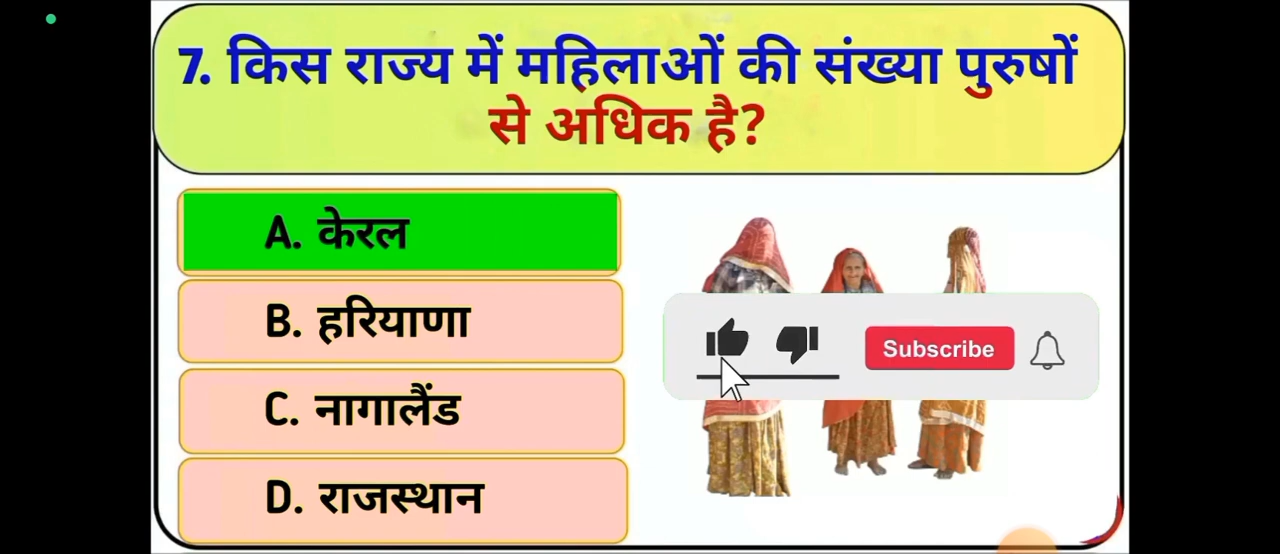 7. किस राज्य में महिलाओं की संख्या पुरुषों
से अधिक है?
A. केरल
B. हरियाणा
C. नागालैंड
D. राजस्थान
Subscribe